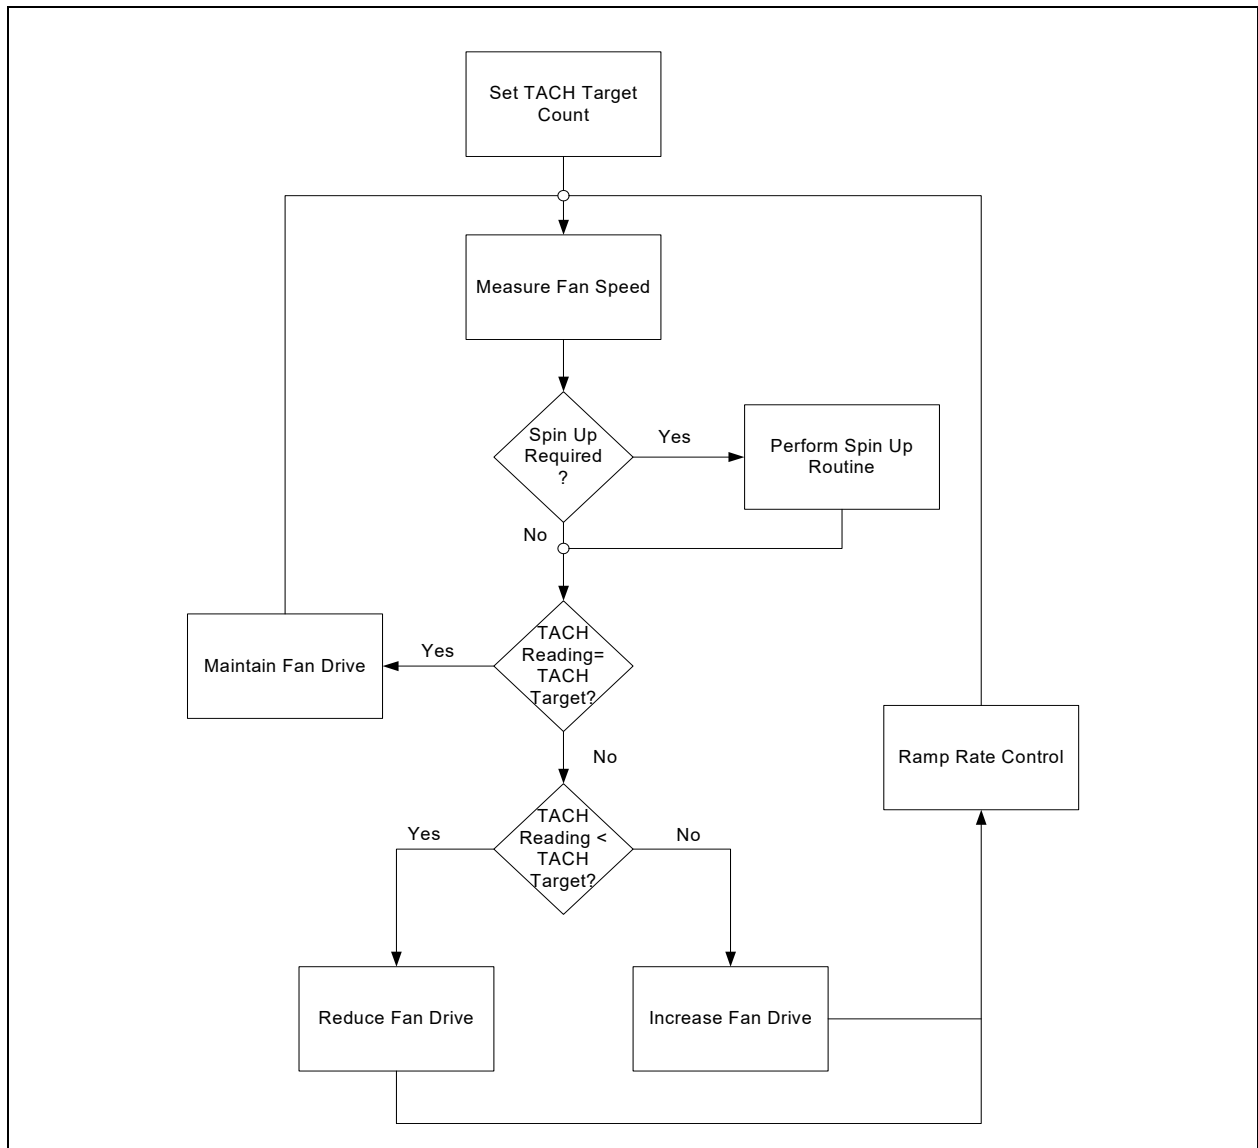 Set TACH Target
Count
Measure Fan Speed
Spin Up
Required
?
Yes
Perform Spin Up
Routine
No
TACH
Reading=
TACH
Target?
Yes
Maintain Fan Drive
No
Ramp Rate Control
TACH
Reading <
TACH
Target?
Yes
No
Reduce Fan Drive
Increase Fan Drive